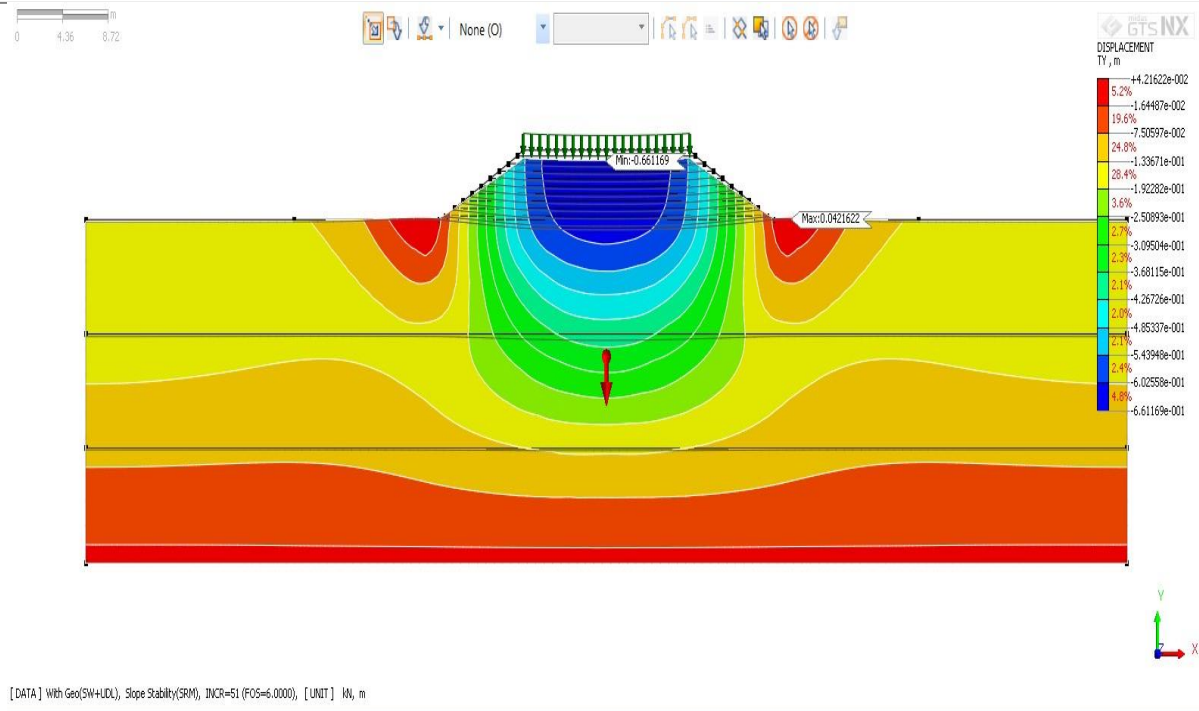 m
0 4.36 8.72
None (O)
midas
GTS NX
DISPLACEMENT
TY , m
+4.21622e-002
5.2%
-1.64487e-002
19.6%
-7.50597e-002
24.8%
-1.33671e-001
28.4%
-1.92282e-001
3.6%
-2.50893e-001
2.7%
-3.09504e-001
2.3%
-3.68115e-001
2.1%
-4.26726e-001
2.0%
-4.85337e-001
2.1%
-5.43948e-001
2.4%
-6.02558e-001
4.8%
-6.61169e-001
Min:-0.661169
Max:0.0421622
Y
Z
X
[ DATA ] With Geo(SW+UDL), Slope Stability(SRM), INCR=51 (FOS=6.0000), [ UNIT ] kN, m